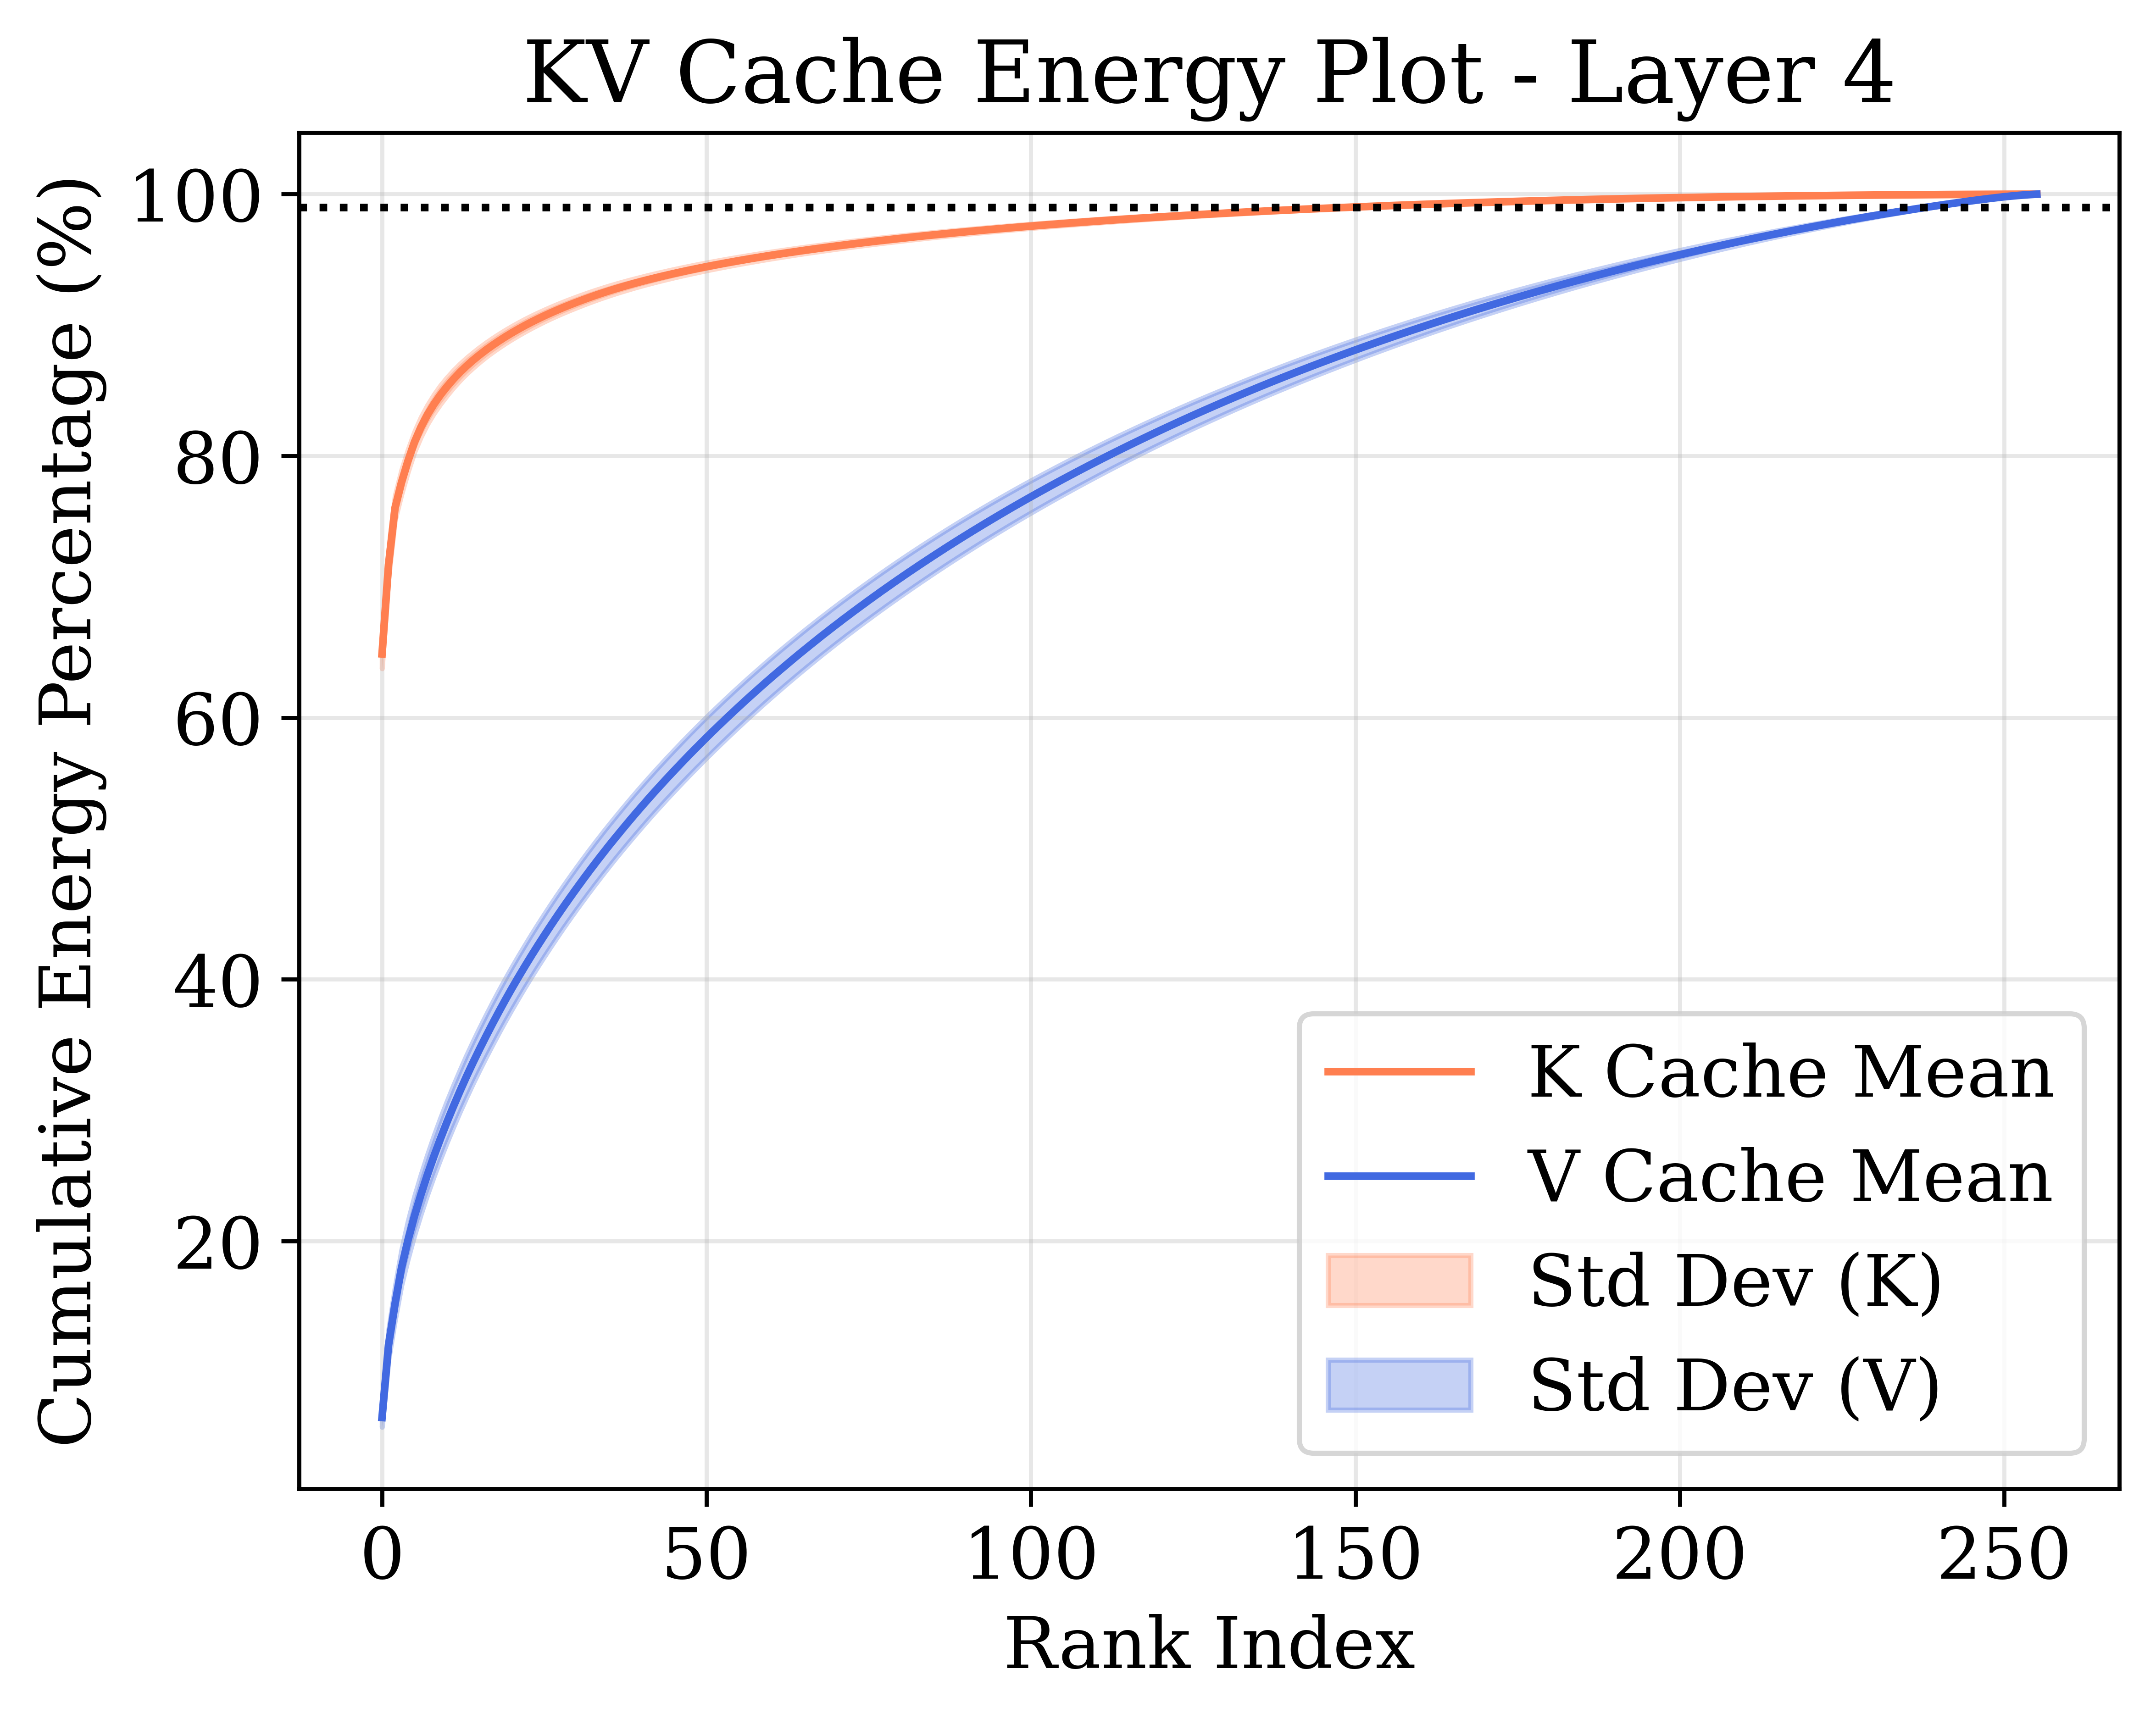 KV Cache Energy Plot - Layer 4
Cumulative Energy Percentage (%)
100
80
60
40
20
K Cache Mean
V Cache Mean
Std Dev (K)
Std Dev (V)
0 50 100 150 200 250
Rank Index